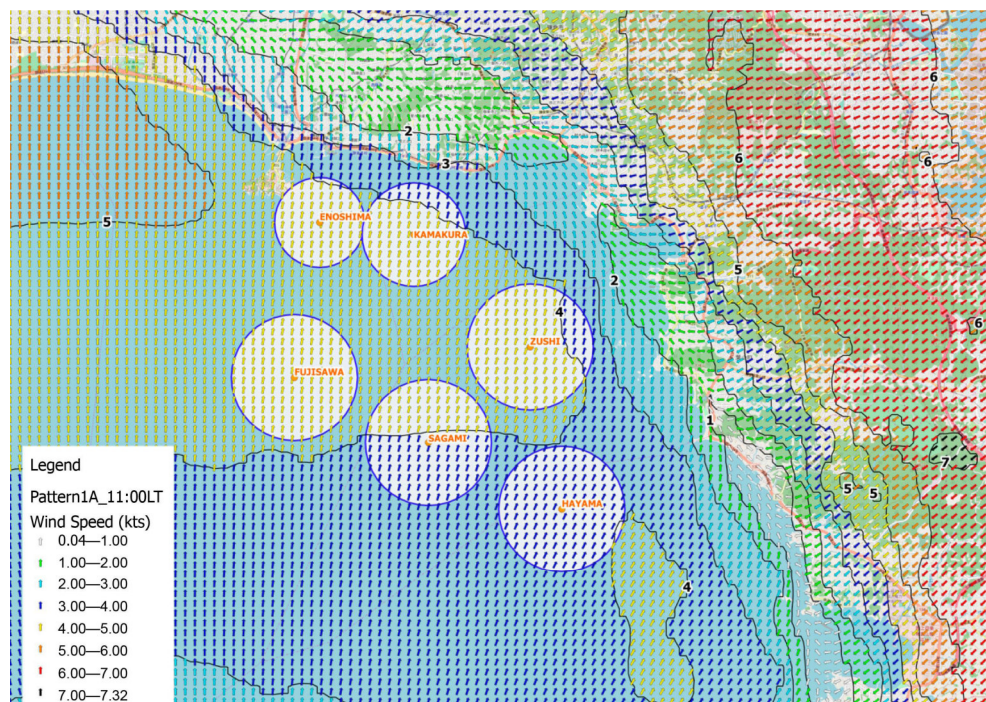 6
6
2
3
6
6
5
ENOSHIMA
KAMAKURA
5
2
4
6
ZUSHI
FUJISAWA
1
SAGAMI
7
5
5
HAYAMA
4
Legend
Pattern1A_11:00LT
Wind Speed (kts)
0.04—1.00
1.00—2.00
2.00—3.00
3.00—4.00
4.00—5.00
5.00—6.00
6.00—7.00
7.00—7.32